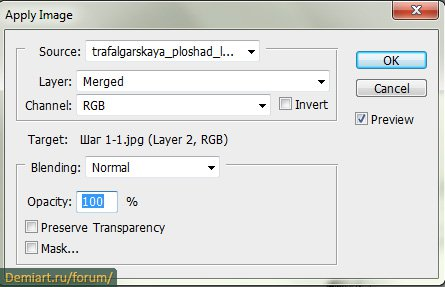 Apply Image
Source: trafalgarskaya_ploshad_l...
OK
Layer: Merged
Cancel
Channel: RGB Invert
Preview
Target: Шаг 1-1.jpg (Layer 2, RGB)
Blending: Normal
Opacity: 100 %
Preserve Transparency
Mask...
Demiart.ru/forum/